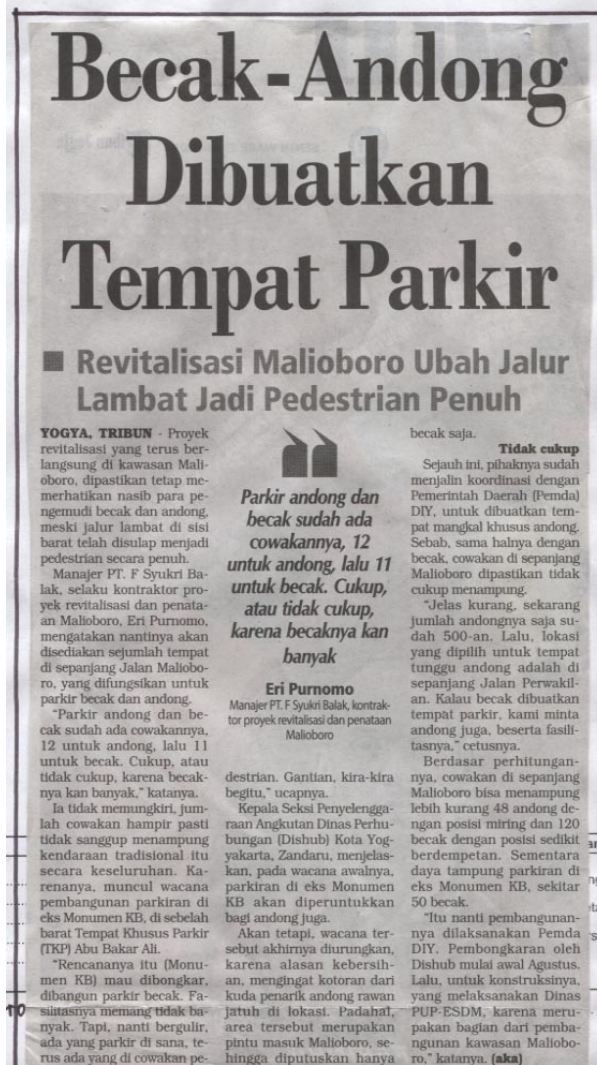 Becak-Andong
Dibuatkan
Tempat Parkir
■ Revitalisasi Malioboro Ubah Jalur
Lambat Jadi Pedestrian Penuh
YOGYA, TRIBUN - Proyek
revitalisasi yang terus ber-
langsung di kawasan Mali-
oboro, dipastikan tetap me-
merhatikan nasib para pe-
ngemudi becak dan andong,
meski jalur lambat di sisi
barat telah disulap menjadi
pedestrian secara penuh.
Manajer PT. F Syukri Ba-
lak, selaku kontraktor pro-
yek revitalisasi dan penata-
an Malioboro, Eri Purnomo,
mengatakan nantinya akan
disediakan sejumlah tempat
di sepanjang Jalan Māliobo-
ro, yang difungsikan untuk
parkir becak dan andong.
"Parkir andong dan be-
cak sudah ada cowakannya,
12 untuk andong, lalu 11
untuk becak. Cukup, atau
tidak cukup, karena becak-
nya kan banyak," katanya.
Ia tidak memungkiri, jum-
lah cowakan hampir pasti
tidak sanggup menampung
kendaraan tradisional itu
secara keseluruhan. Ka-
renanya, muncul wacana
pembangunan parkiran di
eks Monumen KB, di sebelah
barat Tempat Khusus Parkir
(TKP) Abu Bakar Ali.
"Rencananya itu (Monu-
men KB) mau dibongkar,
dibangun parkir becak. Fa-
silitasnya memang tidak ba-
nyak. Tapi, nanti bergulir,
ada yang parkir di sana, te-
rus ada yang di cowakan pe-
Parkir andong dan
becak sudah ada
cowakannya, 12
untuk andong, lalu 11
untuk becak. Cukup,
atau tidak cukup,
karena becaknya kan
banyak
Eri Purnomo
Manajer PT. F Syukri Balak, kontrak-
tor proyek revitalisasi dan penataan
Malioboro
destrian. Gantian, kira-kira
begitu," ucapnya.
Kepala Seksi Penyelengga-
raan Angkutan Dinas Perhu-
bungan (Dishub) Kota Yog-
yakarta, Zandaru, menjelas-
kan, pada wacana awalnya,
parkiran di eks Monumen
KB akan diperuntukkan
bagi andong juga.
Akan tetapi, wacana ter-
sebut akhirnya diurungkan,
karena alasan kebersih-
an, mengingat kotoran dari
kuda penarik andong rawan
jatuh di lokasi. Padahal,
area tersebut merupakan
pintu masuk Malioboro, se-
hingga diputuskan hanya
becak saja.
Tidak cukup
Sejauh ini, pihaknya sudah
menjalin koordinasi dengan
Pemerintah Daerah (Pemda)
DIY, untuk dibuatkan tem-
pat mangkal khusus andong.
Sebab, sama halnya dengan
becak, cowakan di sepanjang
Malioboro dipastikan tidak
cukup menampung.
"Jelas kurang, sekarang
jumlah andongnya saja su-
dah 500-an. Lalu, lokasi
yang dipilih untuk tempat
tunggu andong adalah di
sepanjang Jalan Perwakil-
an. Kalau becak dibuatkan
tempat parkir, kami minta
andong juga, beserta fasili-
tasnya," cetusnya.
Berdasar perhitungan-
nya, cowakan di sepanjang
Malioboro bisa menampung
lebih kurang 48 andong de-
ngan posisi miring dan 120
becak dengan posisi sedikit
berdempetan. Sementara
daya tampung parkiran di
eks Monumen KB, sekitar
50 becak.
"Itu nanti pembangunan-
nya dilaksanakan Pemda
DIY. Pembongkaran oleh
Dishub mulai awal Agustus.
Lalu, untuk konstruksinya,
yang melaksanakan Dinas
PUP-ESDM, karena meru-
pakan bagian dari pemba-
ngunan kawasan Maliobo-
ro," katanya. (aka)